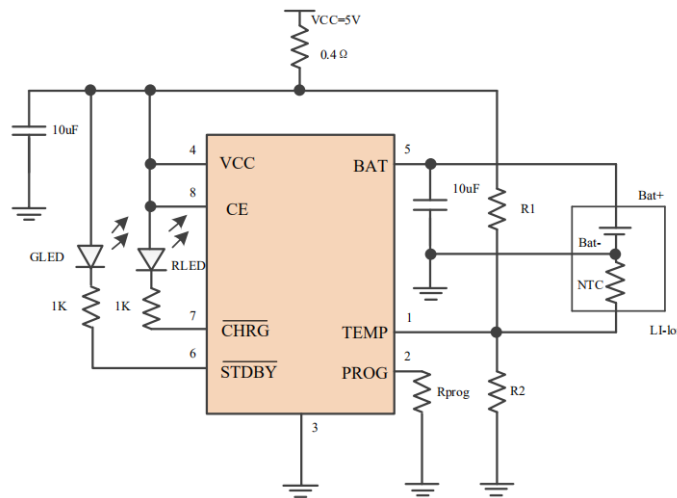 VCC=5V
0.4Ω
10uF
4
VCC
5
BAT
8
CE
10uF
R1
Bat+
Bat-
GLED
RLED
NTC
1K
1K
7
CHRG
TEMP
1
LI-lo
6
STDBY
PROG
2
Rprog
R2
3